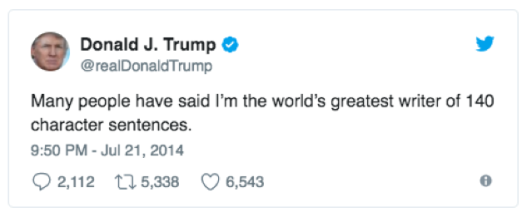 Donald J. Trump
@realDonaldTrump
Many people have said I'm the world's greatest writer of 140
character sentences.
9:50 PM - Jul 21, 2014
2,112 5,338 6,543